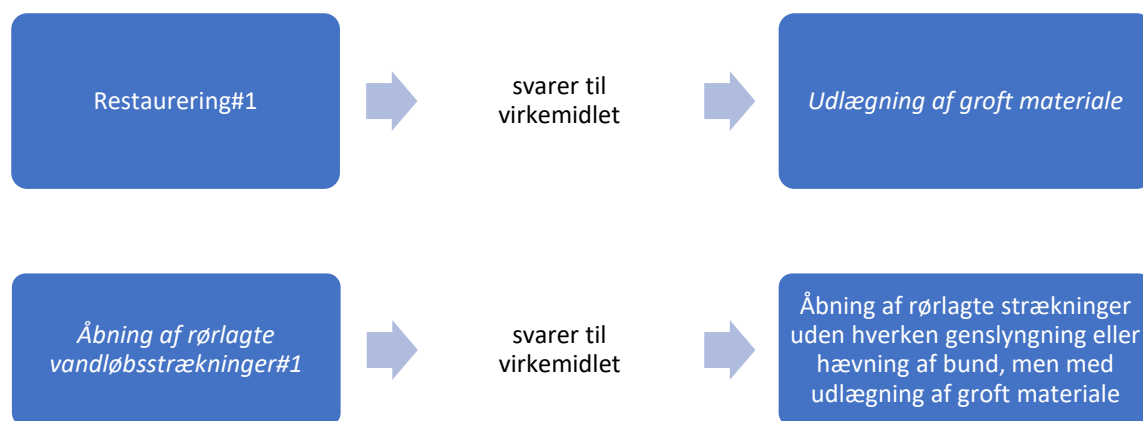 Restaurering#1
svarer til
virkemidlet
Udlægning af groft materiale
Åbning af rørlagte
vandløbsstrækninger#1
svarer til
virkemidlet
Åbning af rørlagte strækninger
uden hverken genslyngning eller
hævning af bund, men med
udlægning af groft materiale